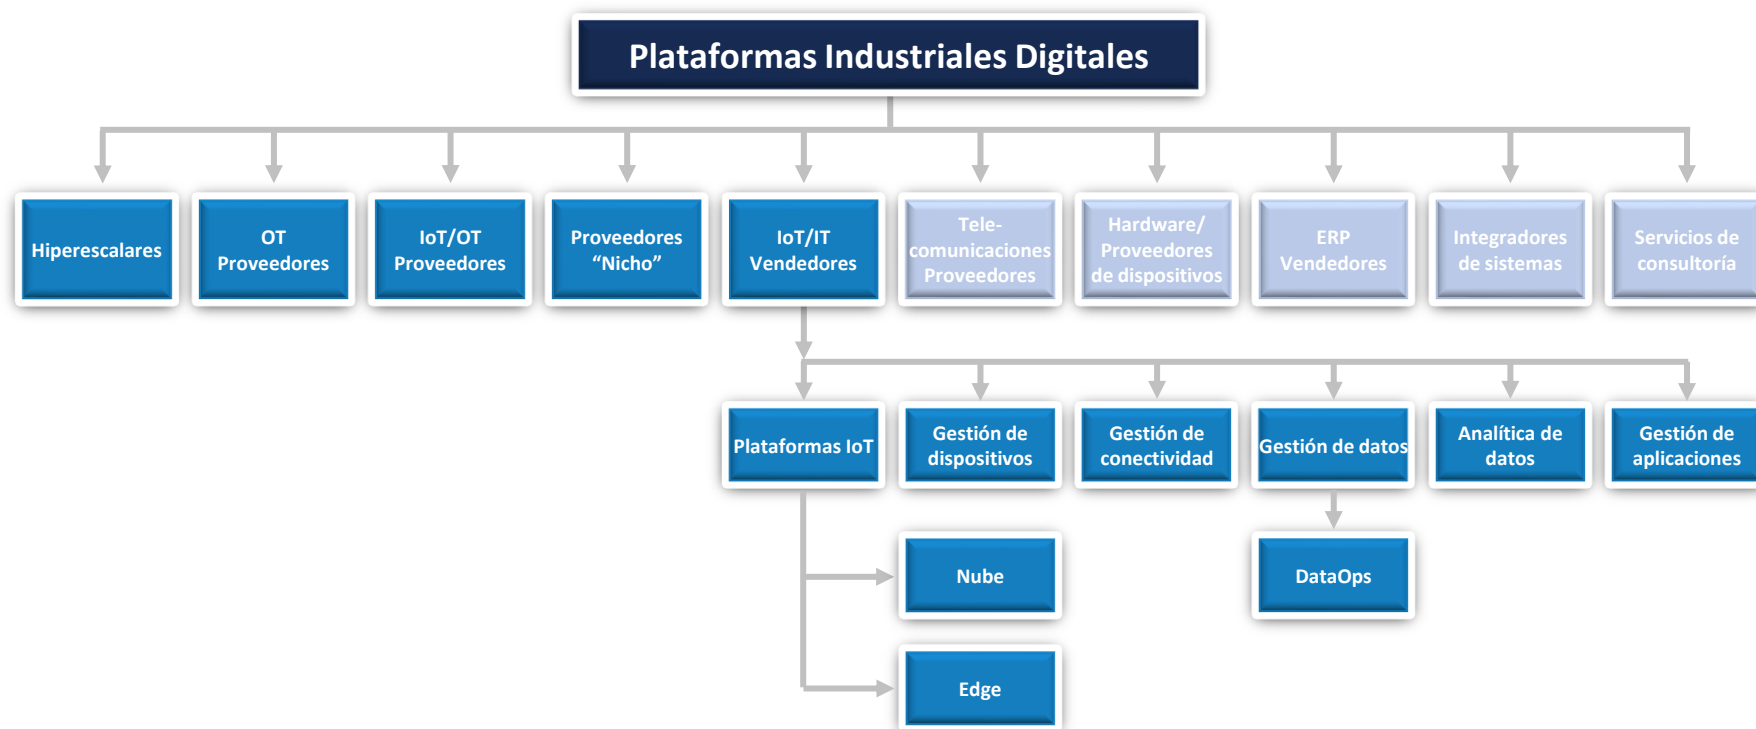 Plataformas Industriales Digitales
Hiperescalares
OT
Proveedores
IoT/OT
Proveedores
Proveedores
“Nicho”
IoT/IT
Vendedores
Tele-
comunicaciones
Proveedores
Hardware/
Proveedores
de dispositivos
ERP
Vendedores
Integradores
de sistemas
Servicios de
consultoría
Plataformas IoT
Gestión de
dispositivos
Gestión de
conectividad
Gestión de datos
Analítica de
datos
Gestión de
aplicaciones
Nube
DataOps
Edge